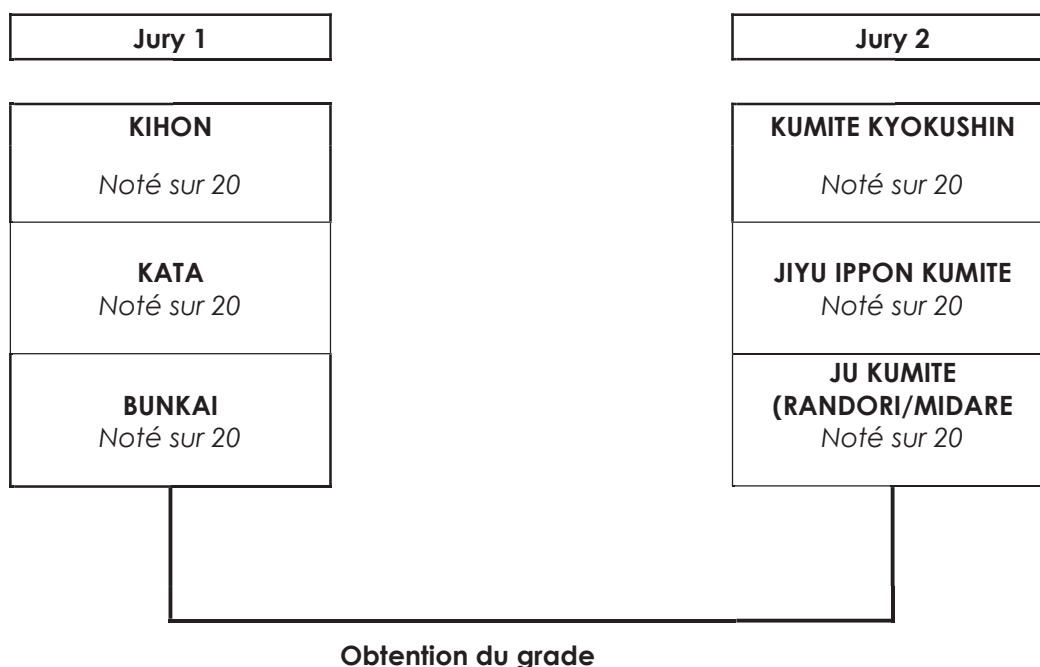 Jury 1
KIHON
Noté sur 20
KATA
Noté sur 20
BUNKAI
Noté sur 20
Jury 2
KUMITE KYOKUSHIN
Noté sur 20
JIYU IPPON KUMITE
Noté sur 20
JU KUMITE
(RANDORI/MIDARE
Noté sur 20
Obtention du grade